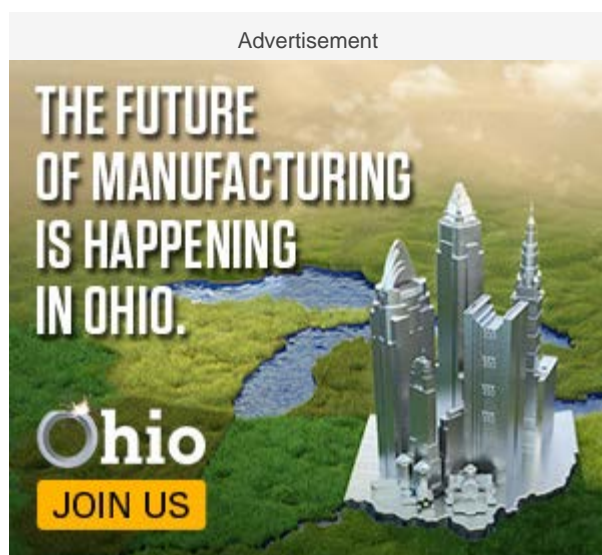 Advertisement
THE FUTURE
OF MANUFACTURING
IS HAPPENING
IN OHIO.
Ohio
JOIN US